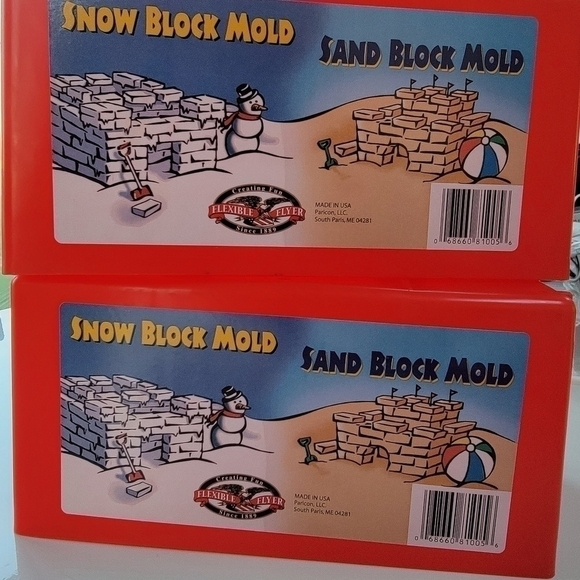 SNOW BLOCK MOLD
SAND BLOCK MOLD
Creating Fun
FLEXIBLE FLYER
Since 1889
MADE IN USA
Paricon, LLC.
South Paris, ME 04281
0 68660 81005 6
SNOW BLOCK MOLD
SAND BLOCK MOLD
Creating Fun
FLEXIBLE FLYER
Since 1889
MADE IN USA
Paricon, LLC.
South Paris, ME 04281
0 68660 81005 6